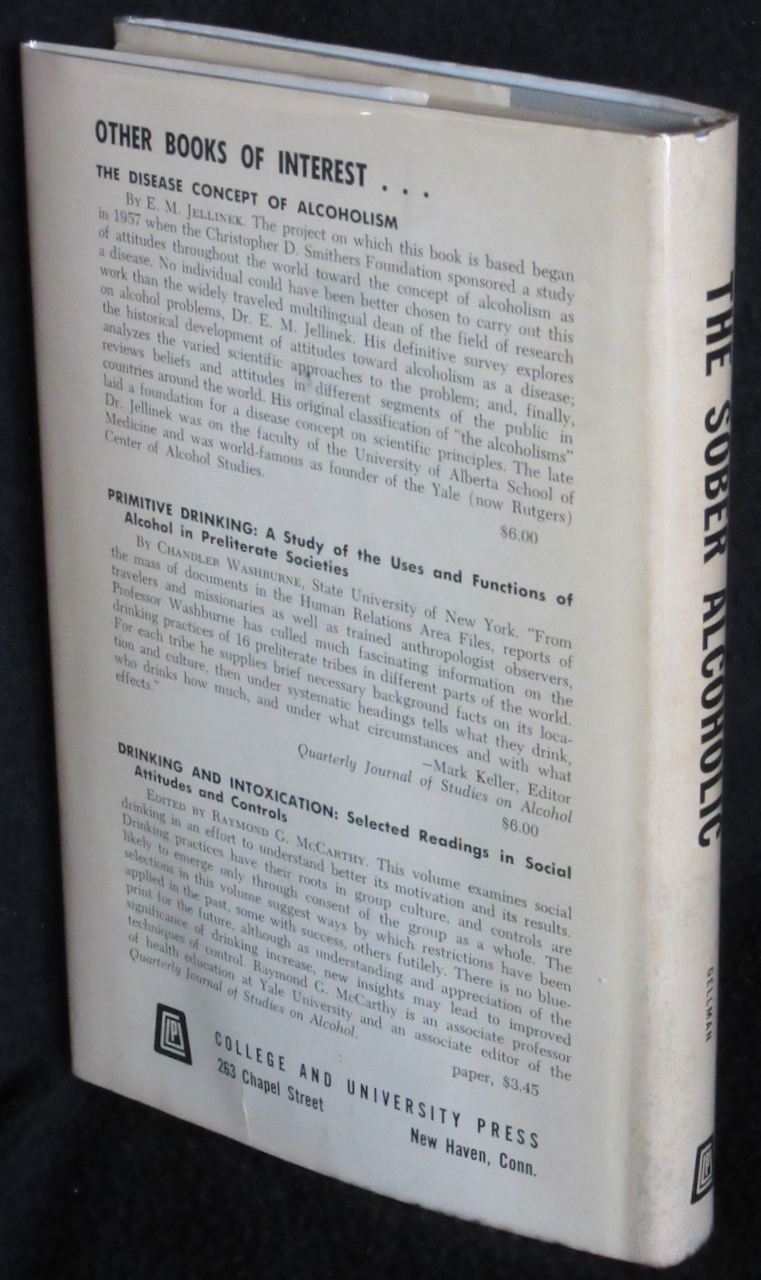 OTHER BOOKS OF INTEREST . . .
THE DISEASE CONCEPT OF ALCOHOLISM
By E. M. JELLINEK. The project on which this book is based began
in 1957 when the Christopher D. Smithers Foundation sponsored a study
of attitudes throughout the world toward the concept of alcoholism as
a disease. No individual could have been better chosen to carry out this
work than the widely traveled multilingual dean of the field of research
on alcohol problems, Dr. E. M. Jellinek. His definitive survey explores
the historical development of attitudes toward alcoholism as a disease;
analyzes the varied scientific approaches to the problem; and, finally,
reviews beliefs and attitudes in different segments of the public in
countries around the world. His original classification of "the alcoholisms"
laid a foundation for a disease concept on scientific principles. The late
Dr. Jellinek was on the faculty of the University of Alberta School of
Medicine and was world-famous as founder of the Yale (now Rutgers)
Center of Alcohol Studies.
$6.00
PRIMITIVE DRINKING: A Study of the Uses and Functions of
Alcohol in Preliterate Societies
By CHANDLER WASHBURNE, State University of New York. "From
the mass of documents in the Human Relations Area Files, reports of
travelers and missionaries as well as trained anthropologist observers,
Professor Washburne has culled much fascinating information on the
drinking practices of 16 preliterate tribes in different parts of the world.
For each tribe he supplies brief necessary background facts on its loca-
tion and culture, then under systematic headings tells what they drink,
who drinks how much, and under what circumstances and with what
effects."
—Mark Keller, Editor
Quarterly Journal of Studies on Alcohol
$6.00
DRINKING AND INTOXICATION: Selected Readings in Social
Attitudes and Controls
EDITED BY RAYMOND G. MCCARTHY. This volume examines social
drinking in an effort to understand better its motivation and its results.
Drinking practices have their roots in group culture, and controls are
likely to emerge only through consent of the group as a whole. The
selections in this volume suggest ways by which restrictions have been
applied in the past, some with success, others futilely. There is no blue-
print for the future, although as understanding and appreciation of the
significance of drinking increase, new insights may lead to improved
techniques of control. Raymond G. McCarthy is an associate professor
of health education at Yale University and an associate editor of the
Quarterly Journal of Studies on Alcohol.
paper, $3.45
COLLEGE AND UNIVERSITY PRESS
263 Chapel Street
New Haven, Conn.
THE SOBER ALCOHOLIC
GELLMAN